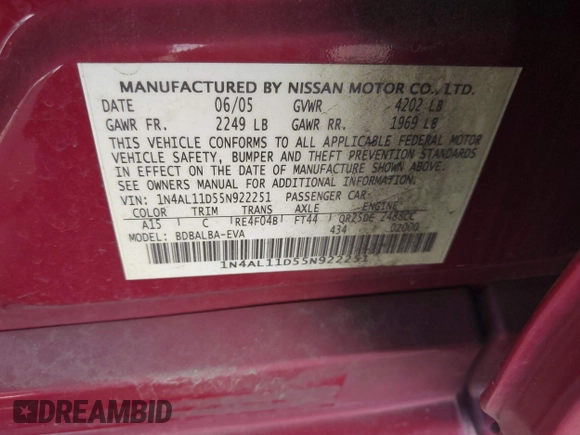 MANUFACTURED BY NISSAN MOTOR CO., LTD.
DATE 06/05 GVWR 4202 LB
GAWR FR. 2249 LB GAWR RR. 1969 LB
THIS VEHICLE CONFORMS TO ALL APPLICABLE FEDERAL MOTOR
VEHICLE SAFETY, BUMPER AND THEFT PREVENTION STANDARDS
IN EFFECT ON THE DATE OF MANUFACTURE SHOWN ABOVE.
SEE OWNERS MANUAL FOR ADDITIONAL INFORMATION.
VIN: 1N4AL11D55N922251 PASSENGER CAR
COLOR TRIM TRANS AXLE ENGINE
A15 C RE4F04B FT44 QR25DE 2488CC
MODEL: BDBALBA-EVA 434 02000
1N4AL11D55N922251
DREAMBID